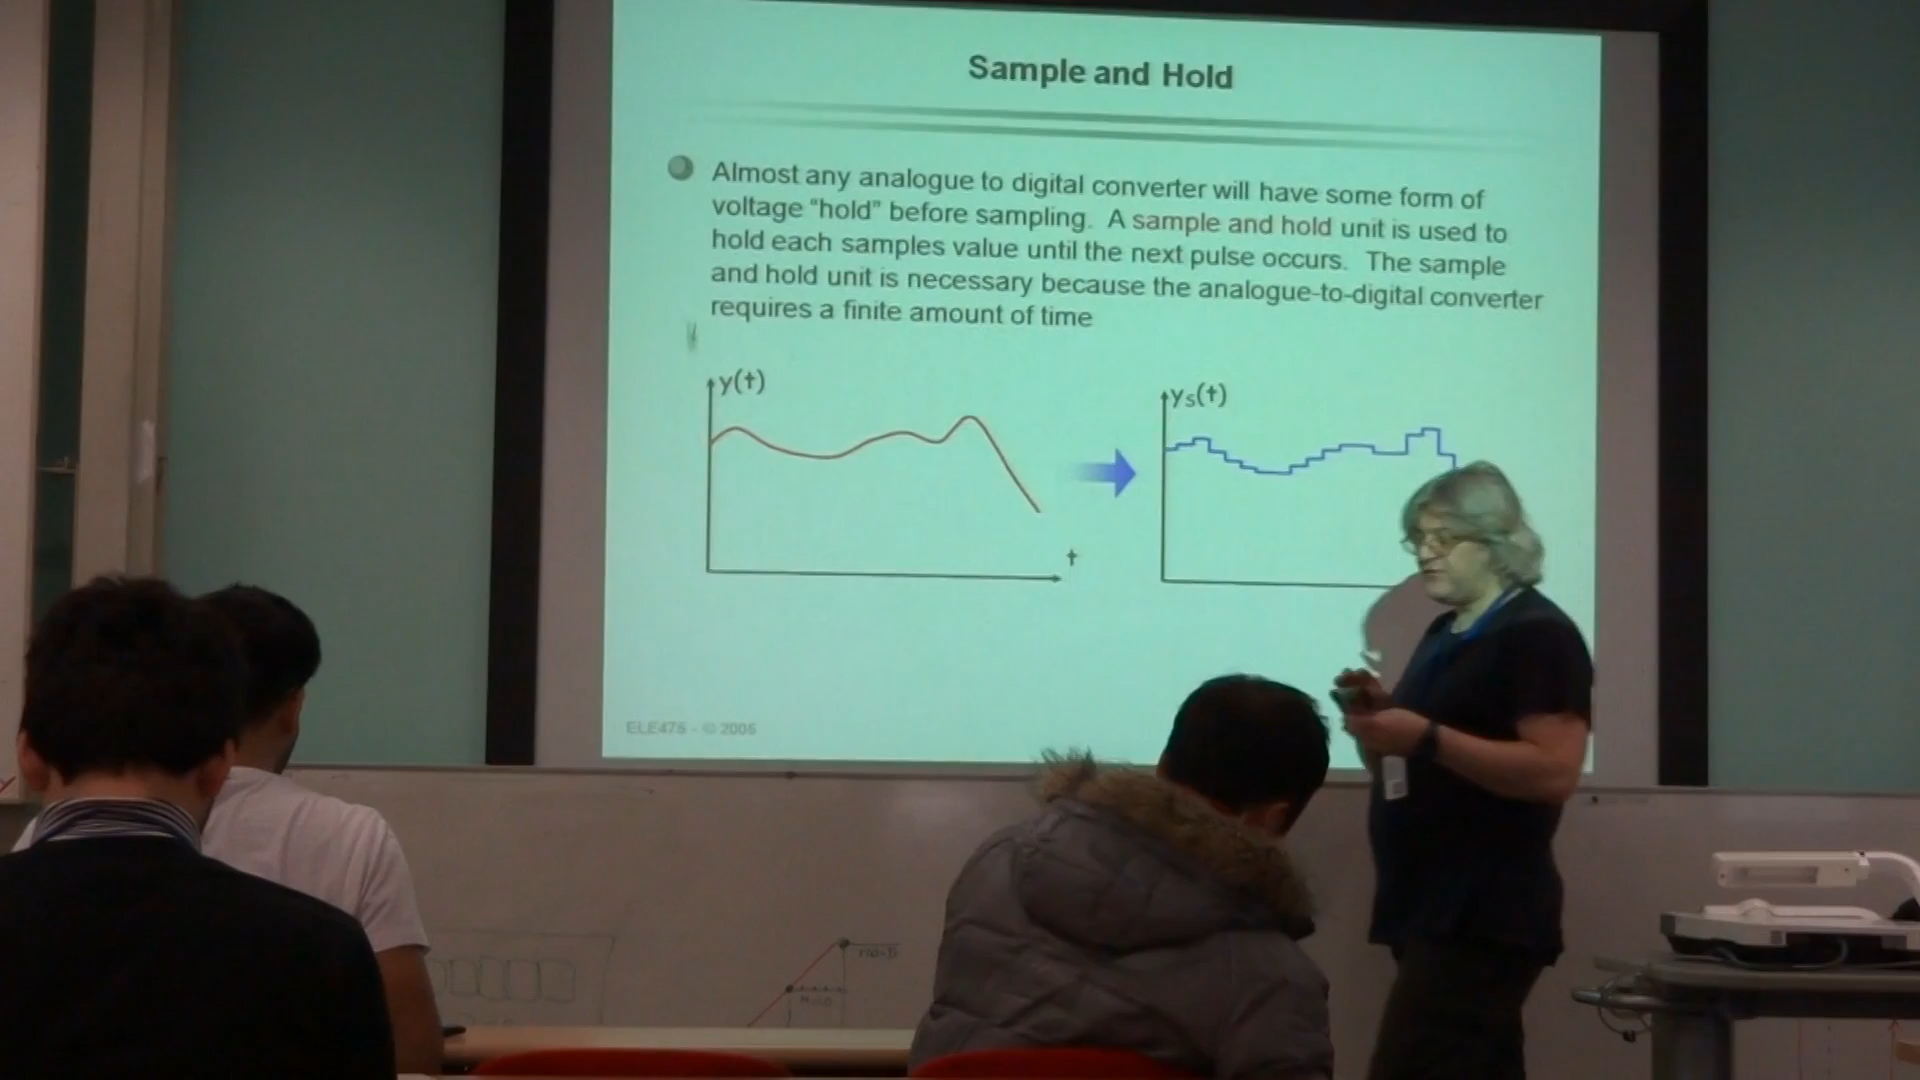 Sample and Hold
Almost any analogue to digital converter will have some form of
voltage “hold” before sampling. A sample and hold unit is used to
hold each samples value until the next pulse occurs. The sample
and hold unit is necessary because the analogue-to-digital converter
requires a finite amount of time
y(t)
t
ys(t)
ELE475 - © 2005